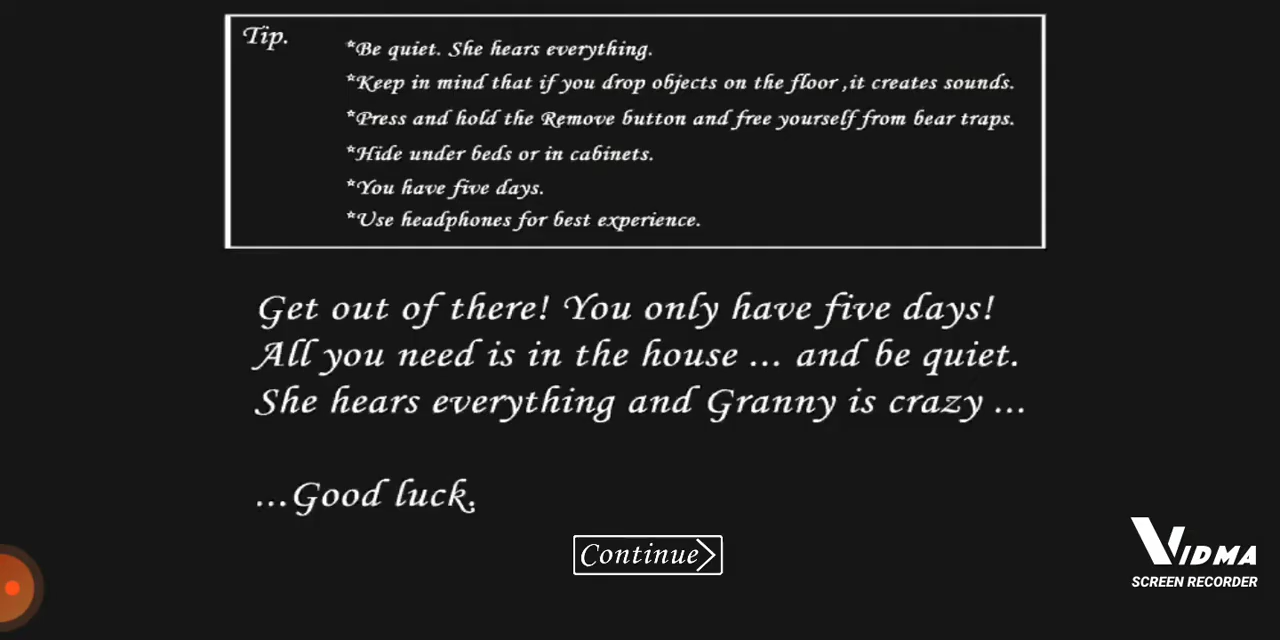 Tip.
*Be quiet. She hears everything.
*Keep in mind that if you drop objects on the floor ,it creates sounds.
*Press and hold the Remove button and free yourself from bear traps.
*Hide under beds or in cabinets.
*You have five days.
*Use headphones for best experience.
Get out of there! You only have five days!
All you need is in the house ... and be quiet.
She hears everything and Granny is crazy ...
...Good luck.
Continue>
VIDMA
SCREEN RECORDER